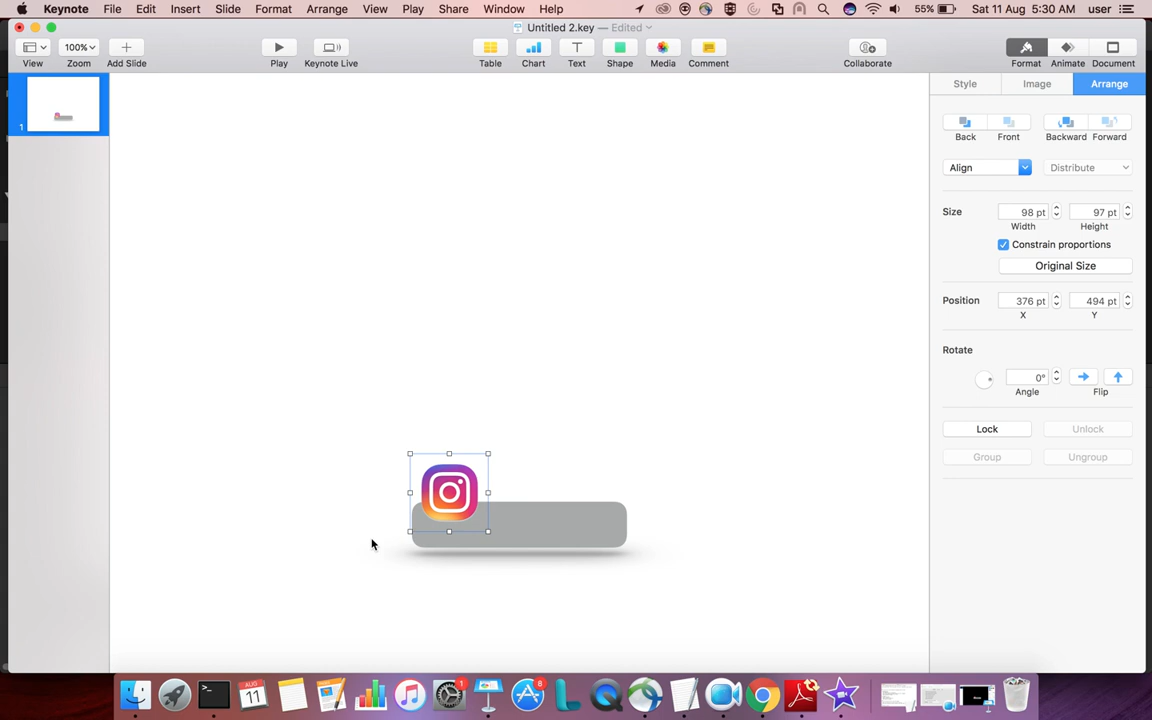 Keynote File Edit Insert Slide Format Arrange View Play Share Window Help 55% Sat 11 Aug 5:30 AM user
Untitled 2.key — Edited
100%
View Zoom Add Slide Play Keynote Live Table Chart Text Shape Media Comment Collaborate Format Animate Document
Style Image Arrange
1
Back Front Backward Forward
Align Distribute
Size 98 pt 97 pt
Width Height
Constrain proportions
Original Size
Position 376 pt 494 pt
X Y
Rotate
0°
Angle Flip
Lock Unlock
Group Ungroup
AUG
11
1
8